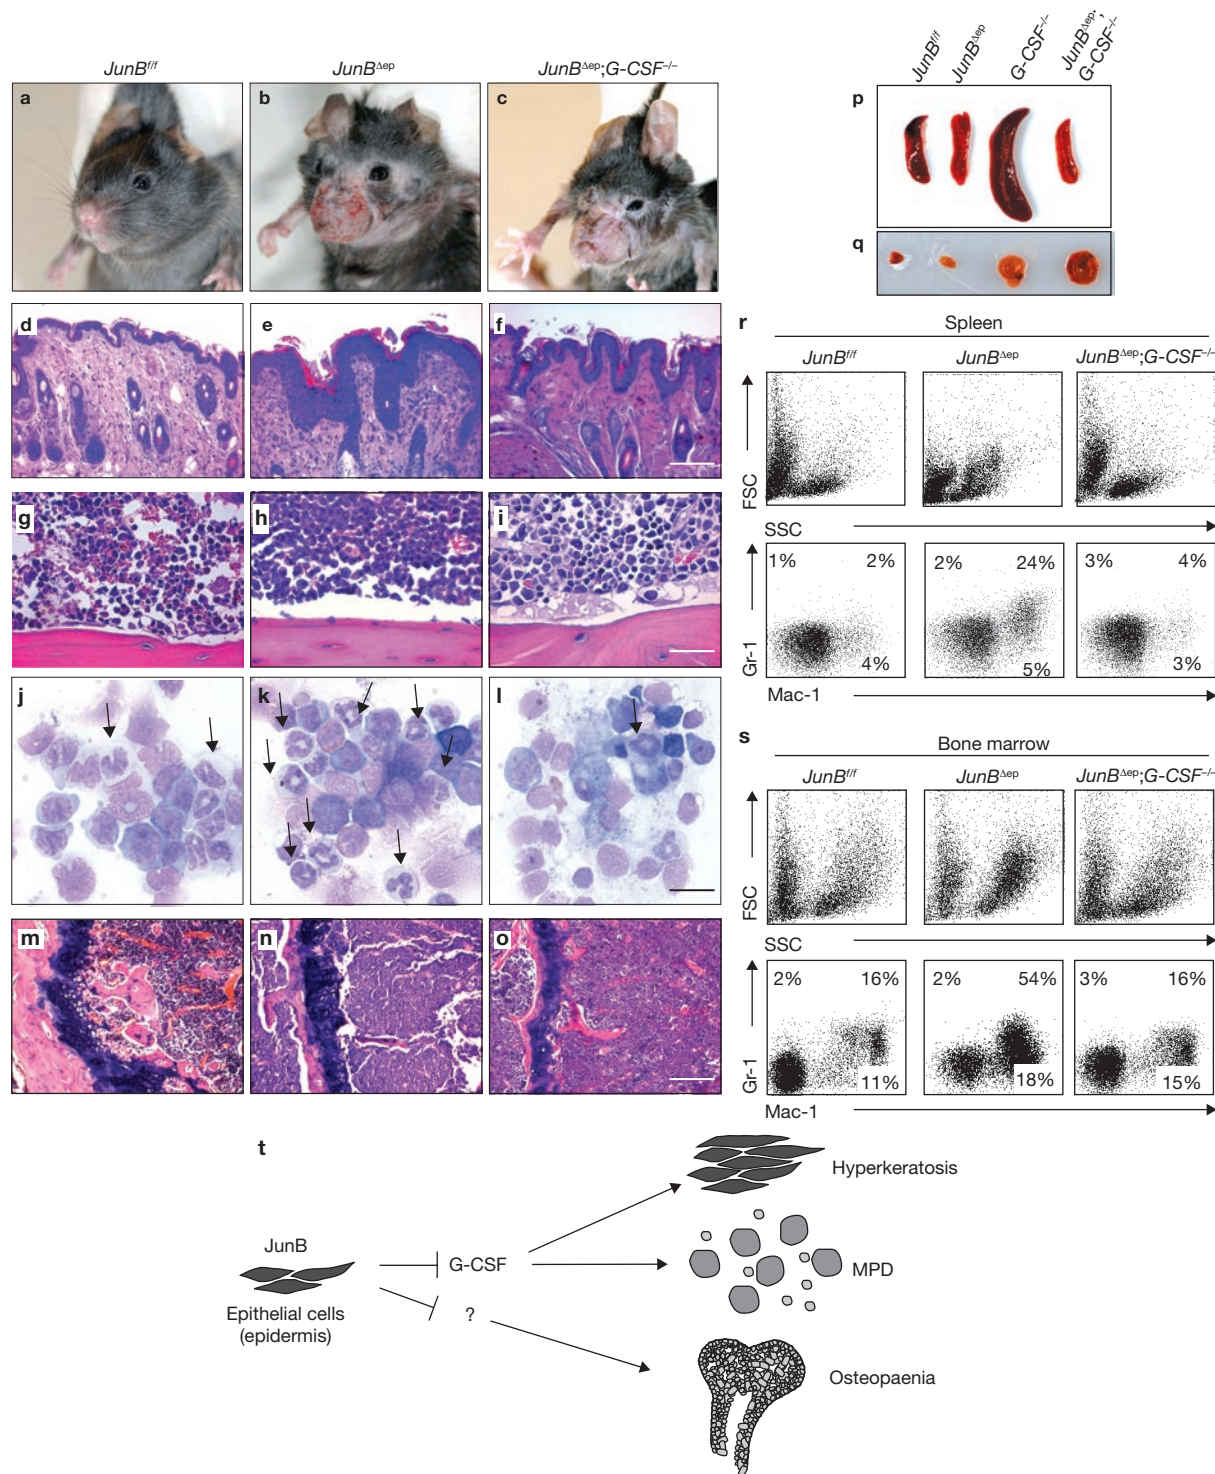 JunB^f/f JunB^Δep JunB^Δep;G-CSF^–/–
a b c
d e f
g h i
j k l
m n o
JunB^f/f JunB^Δep G-CSF^–/– JunB^Δep; G-CSF^–/–
p
q
r
Spleen
JunB^f/f JunB^Δep JunB^Δep;G-CSF^–/–
FSC
SSC
1% 2% 2% 24% 3% 4%
4% 5% 3%
Gr-1
Mac-1
s
Bone marrow
JunB^f/f JunB^Δep JunB^Δep;G-CSF^–/–
FSC
SSC
2% 16% 2% 54% 3% 16%
11% 18% 15%
Gr-1
Mac-1
t
Hyperkeratosis
JunB
G-CSF
MPD
?
Epithelial cells
(epidermis)
Osteopaenia